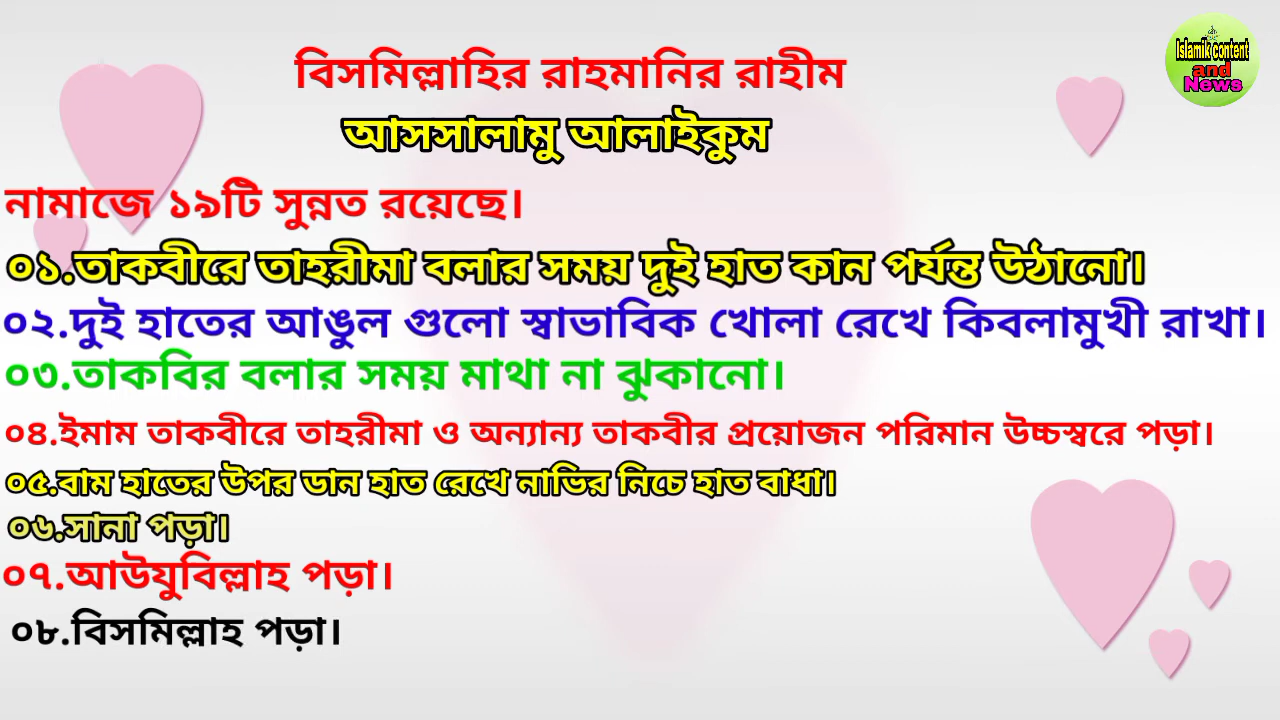 বিসমিল্লাহির রাহমানির রাহীম
Islamik content
and
News
আসসালামু আলাইকুম
নামাজে ১৯টি সুন্নত রয়েছে।
০১.তাকবীরে তাহরীমা বলার সময় দুই হাত কান পর্যন্ত উঠানো।
০২.দুই হাতের আঙুল গুলো স্বাভাবিক খোলা রেখে কিবলামুখী রাখা।
০৩.তাকবির বলার সময় মাথা না ঝুকানো।
০৪.ইমাম তাকবীরে তাহরীমা ও অন্যান্য তাকবীর প্রয়োজন পরিমান উচ্চস্বরে পড়া।
০৫.বাম হাতের উপর ডান হাত রেখে নাভির নিচে হাত বাধা।
০৬.সানা পড়া।
০৭.আউযুবিল্লাহ পড়া।
০৮.বিসমিল্লাহ পড়া।